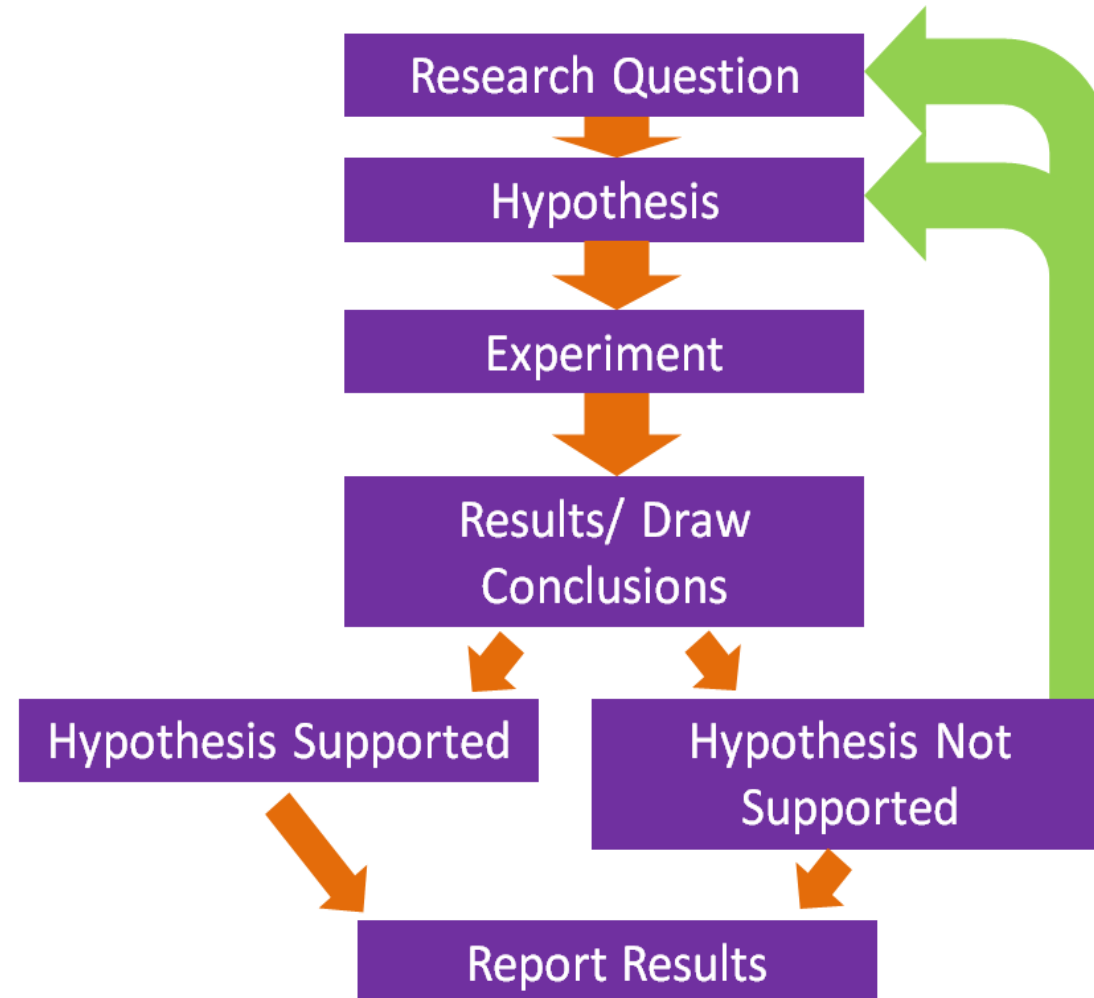 Research Question
Hypothesis
Experiment
Results/ Draw
Conclusions
Hypothesis Supported
Hypothesis Not
Supported
Report Results